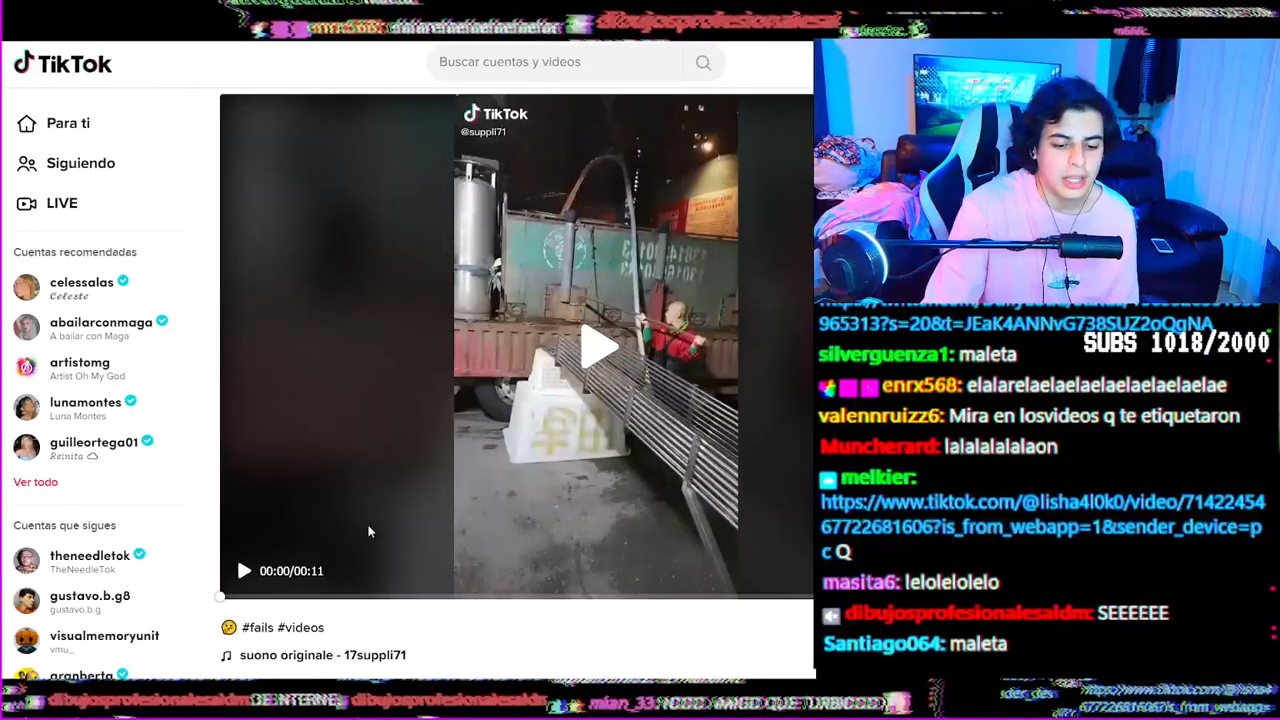 TikTok
Buscar cuentas y videos
Para ti
Siguiendo
LIVE
Cuentas recomendadas
celessalas
Celeste
abailarconmaga
A bailar con Maga
artistomg
Artist Oh My God
lunamontes
Luna Montes
guilleortega01
Reinita
Ver todo
Cuentas que sigues
theneedletok
TheNeedleTok
gustavo.b.g8
gustavo.b.g
visualmemoryunit
vmu_
TikTok
@suppli71
00:00/00:11
#fails #videos
suono originale - 17suppli71
965313?s=20&t=JEaK4ANNvG738SUZ2oQgNA
SUBS 1018/2000
silverguenza1: maleta
enrx568: elalarelaelaelaelaelaelaelaelae
valennruizz6: Mira en losvideos q te etiquetaron
Muncherard: lalalalalalaon
melkier:
https://www.tiktok.com/@lisha4l0k0/video/71422454
67722681606?is_from_webapp=1&sender_device=p
c Q
masita6: lelolelolelo
dibujosprofesionalesaldm: SEEEEEE
Santiago064: maleta